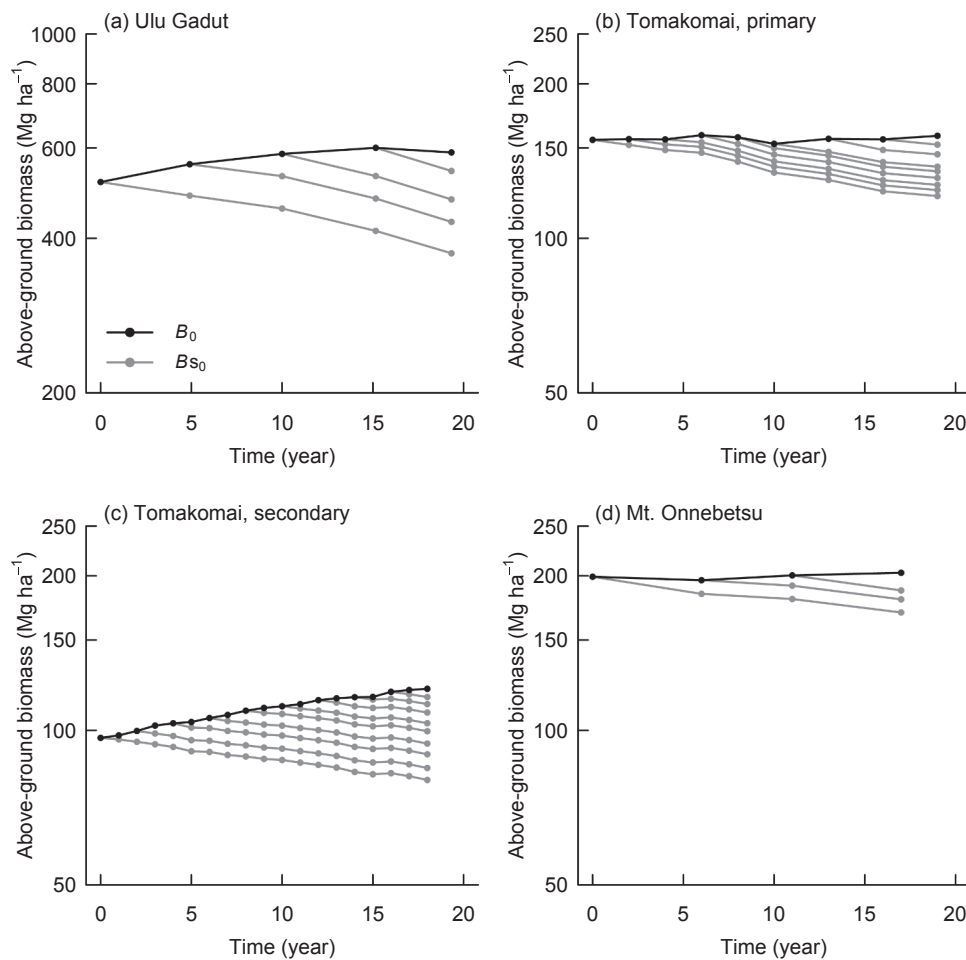 (a) Ulu Gadut
Above-ground biomass (Mg ha⁻¹)
1000
800
600
400
200
B₀
Bs₀
0 5 10 15 20
Time (year)
(b) Tomakomai, primary
Above-ground biomass (Mg ha⁻¹)
250
200
150
100
50
0 5 10 15 20
Time (year)
(c) Tomakomai, secondary
Above-ground biomass (Mg ha⁻¹)
250
200
150
100
50
0 5 10 15 20
Time (year)
(d) Mt. Onnebetsu
Above-ground biomass (Mg ha⁻¹)
250
200
150
100
50
0 5 10 15 20
Time (year)